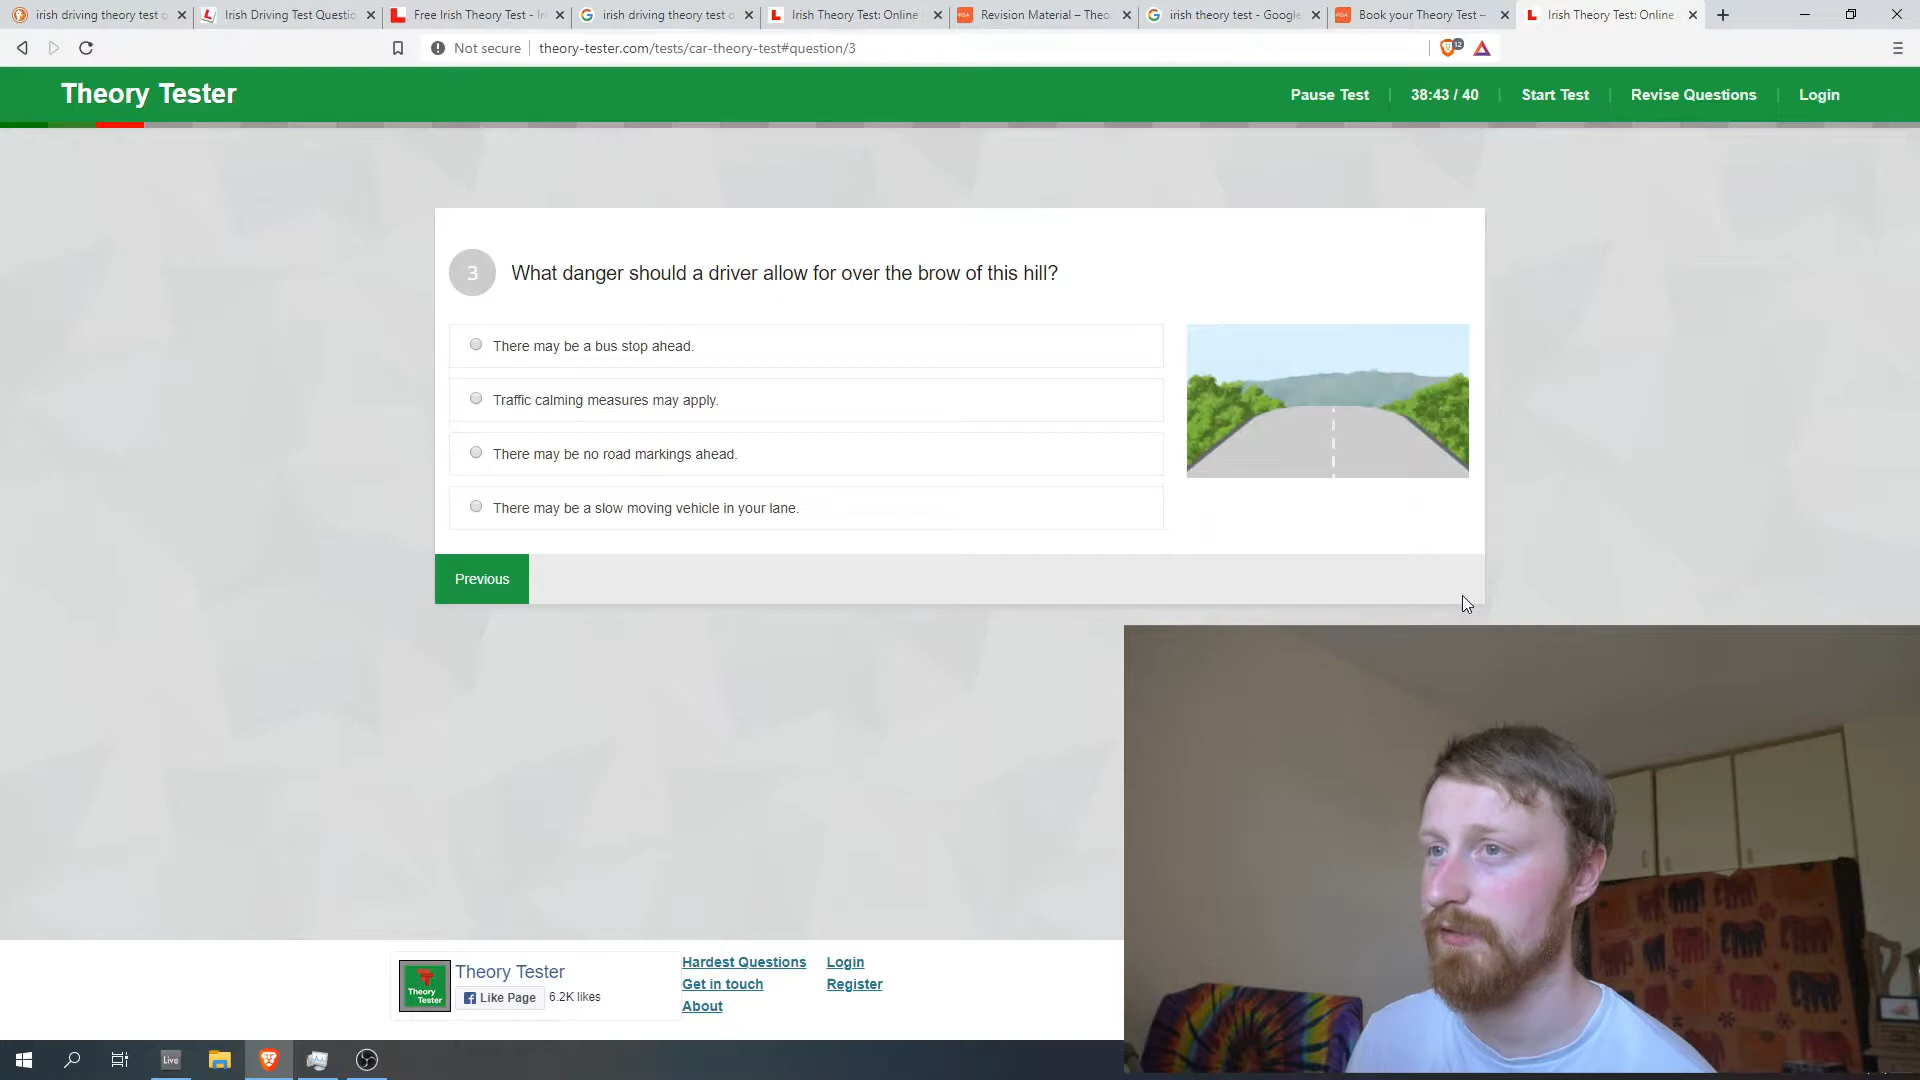 irish driving theory test o
Irish Driving Test Questio
Free Irish Theory Test - Ir
irish driving theory test o
Irish Theory Test: Online
Revision Material – Theo
irish theory test - Google
Book your Theory Test –
Irish Theory Test: Online
Not secure
theory-tester.com/tests/car-theory-test#question/3
12
Theory Tester
Pause Test
38:43 / 40
Start Test
Revise Questions
Login
3
What danger should a driver allow for over the brow of this hill?
There may be a bus stop ahead.
Traffic calming measures may apply.
There may be no road markings ahead.
There may be a slow moving vehicle in your lane.
Previous
Theory Tester
Theory Tester
Like Page
6.2K likes
Hardest Questions
Login
Get in touch
Register
About
Live